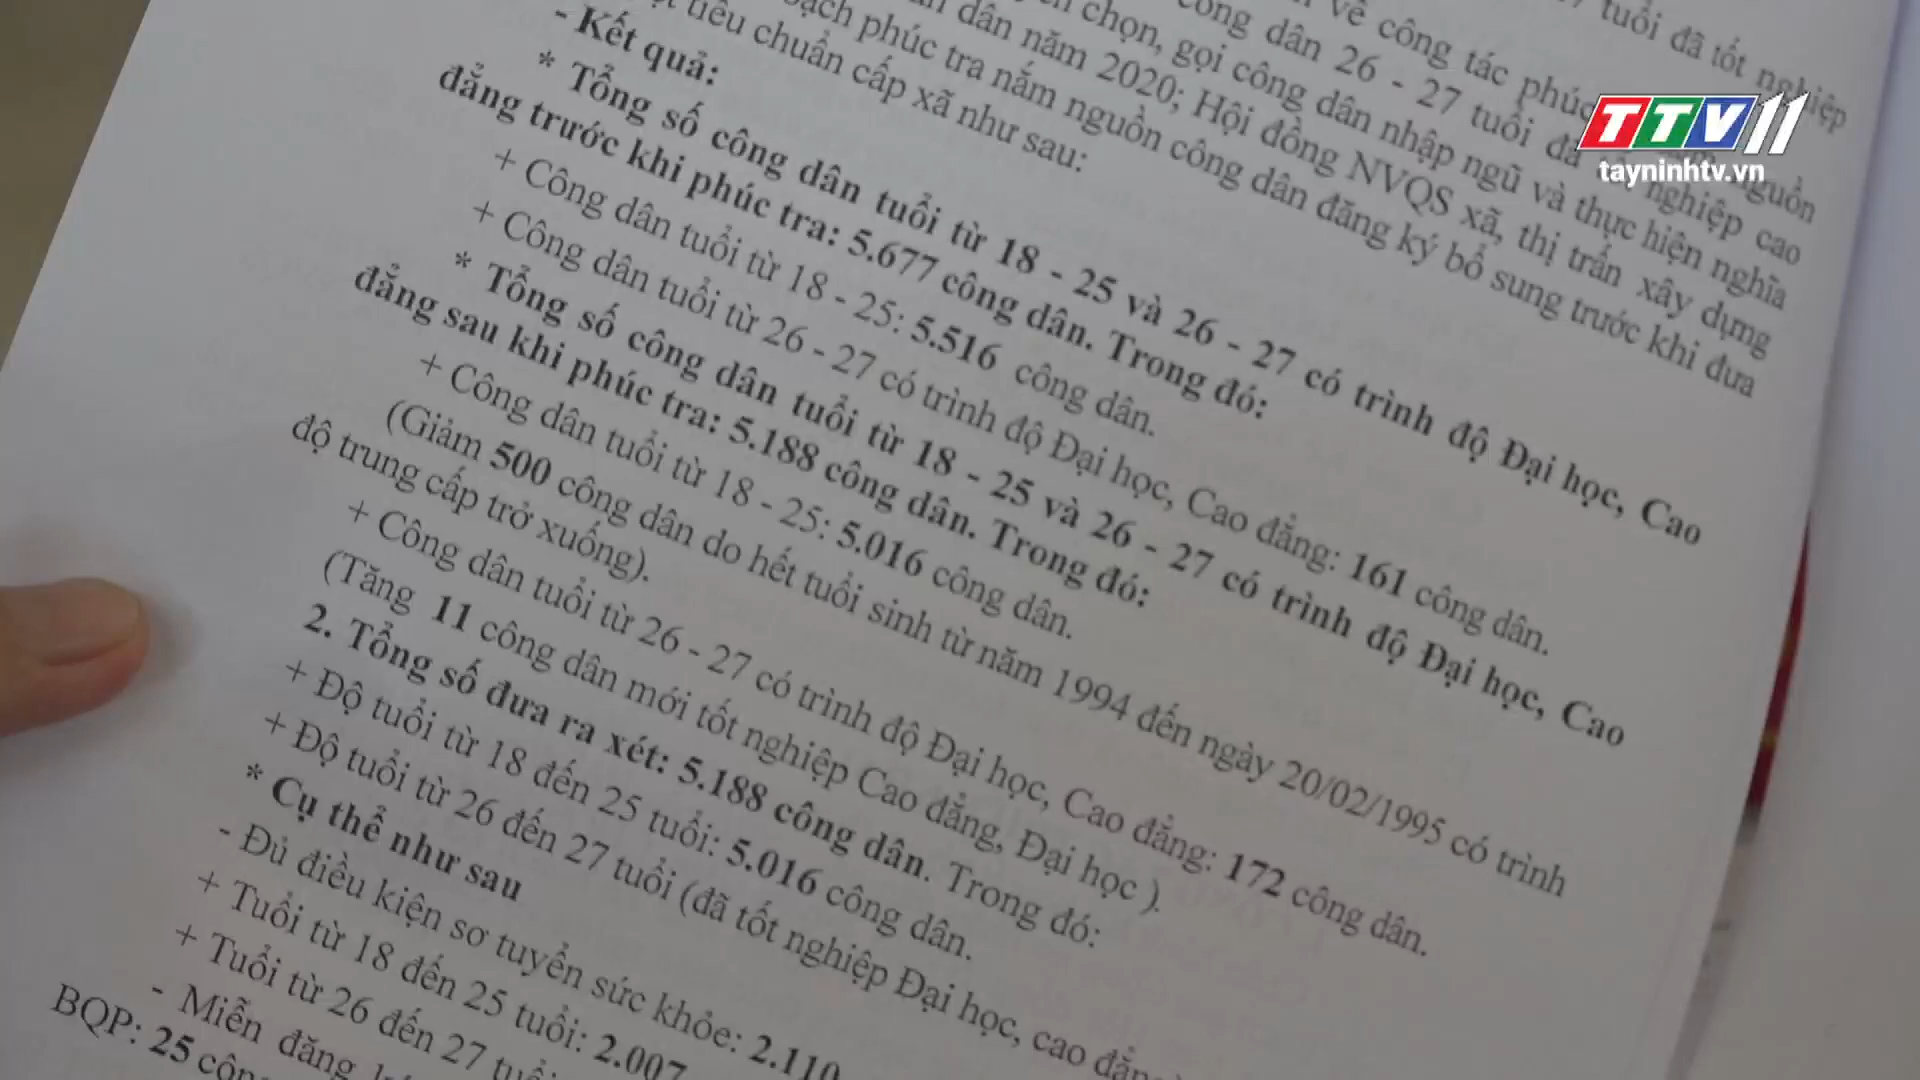 7 tuổi đã tốt nghiệp
về công tác phúc nguồn
công dân 26 - 27 tuổi đã nghiệp cao
chọn, gọi công dân nhập ngũ và thực hiện nghĩa
dân năm 2020; Hội đồng NVQS xã, thị trấn xây dựng
phúc tra nắm nguồn công dân đăng ký bổ sung trước khi đưa
tiêu chuẩn cấp xã như sau:
- Kết quả:
* Tổng số công dân tuổi từ 18 - 25 và 26 - 27 có trình độ Đại học, Cao
đẳng trước khi phúc tra: 5.677 công dân. Trong đó:
+ Công dân tuổi từ 18 - 25: 5.516 công dân.
+ Công dân tuổi từ 26 - 27 có trình độ Đại học, Cao đẳng: 161 công dân.
* Tổng số công dân tuổi từ 18 - 25 và 26 - 27 có trình độ Đại học, Cao
đẳng sau khi phúc tra: 5.188 công dân. Trong đó:
+ Công dân tuổi từ 18 - 25: 5.016 công dân.
(Giảm 500 công dân do hết tuổi sinh từ năm 1994 đến ngày 20/02/1995 có trình
độ trung cấp trở xuống).
+ Công dân tuổi từ 26 - 27 có trình độ Đại học, Cao đẳng: 172 công dân.
(Tăng 11 công dân mới tốt nghiệp Cao đẳng, Đại học ).
2. Tổng số đưa ra xét: 5.188 công dân. Trong đó:
+ Độ tuổi từ 18 đến 25 tuổi: 5.016 công dân.
+ Độ tuổi từ 26 đến 27 tuổi (đã tốt nghiệp Đại học, cao đẳng
* Cụ thể như sau
- Đủ điều kiện sơ tuyển sức khỏe: 2.110
+ Tuổi từ 18 đến 25 tuổi: 2.007
+ Tuổi từ 26 đến 27 tuổi
- Miễn đăng
BQP: 25 công
TTV11
tayninhtv.vn